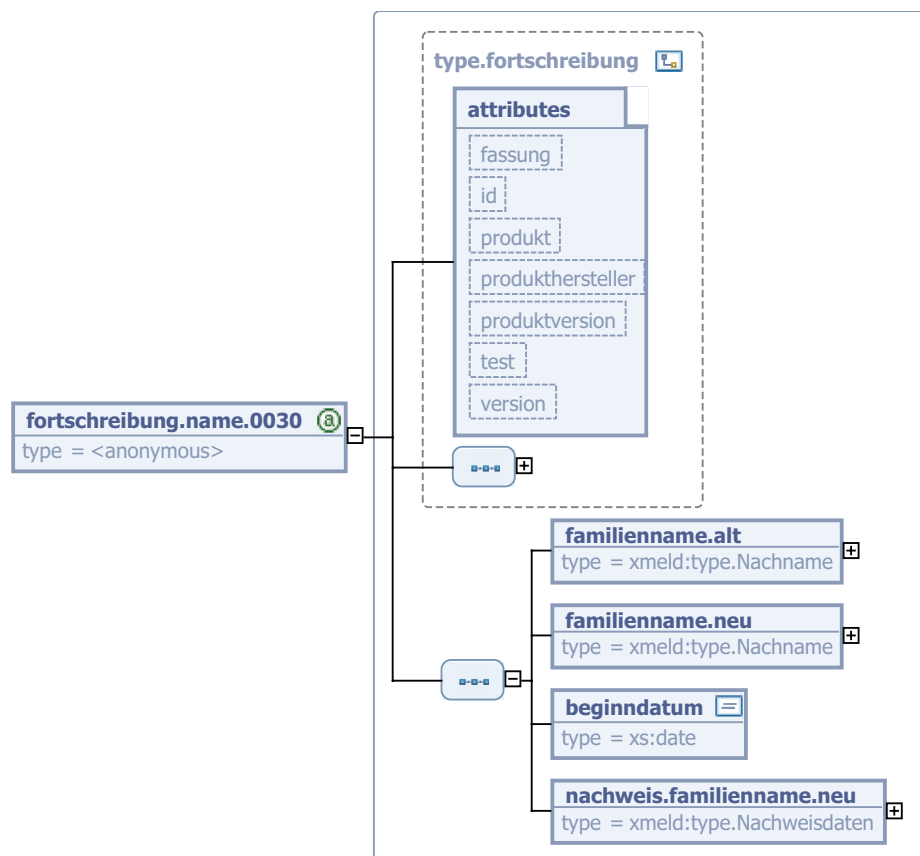 type.fortschreibung
attributes
fassung
id
produkt
produkthersteller
produktversion
test
version
fortschreibung.name.0030 @
type = <anonymous>
familienname.alt
type = xmeld:type.Nachname
familienname.neu
type = xmeld:type.Nachname
beginndatum
type = xs:date
nachweis.familienname.neu
type = xmeld:type.Nachweisdaten